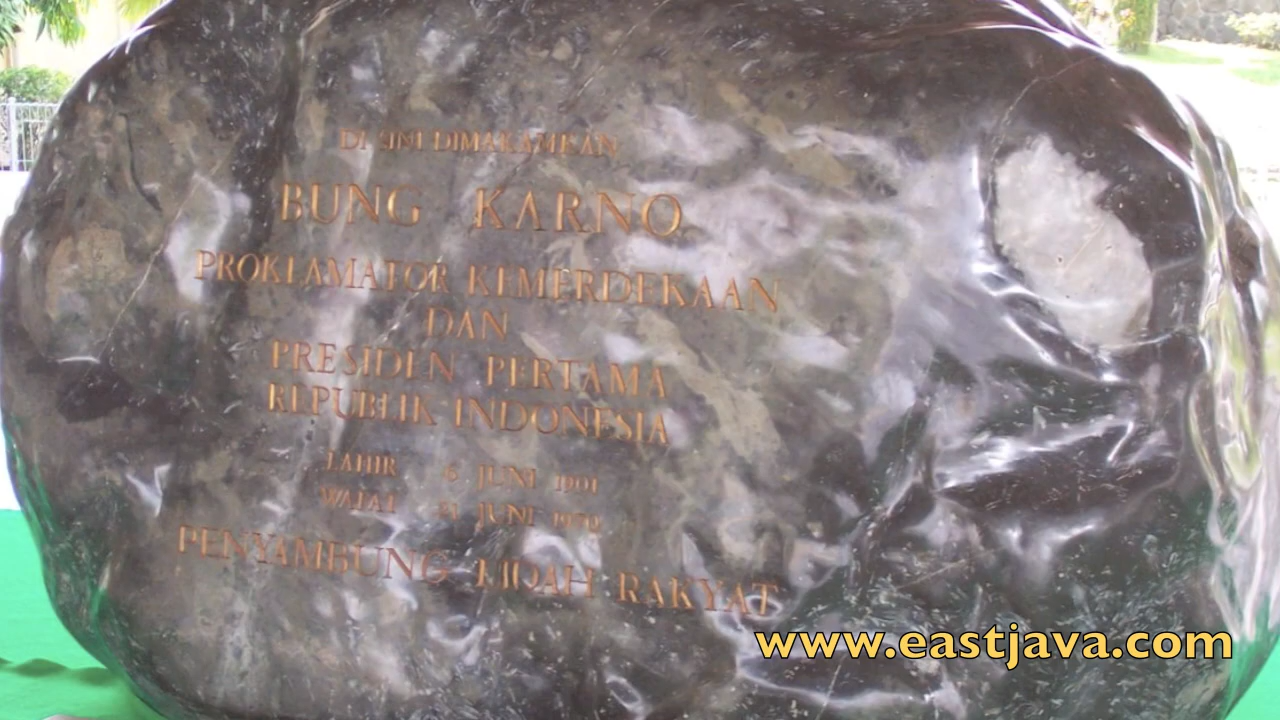 DI SINI DIMAKAMKAN
BUNG KARNO
PROKLAMATOR KEMERDEKAAN
DAN
PRESIDEN PERTAMA
REPUBLIK INDONESIA
LAHIR 6 JUNI 1901
WAFAT 21 JUNI 1970
PENYAMBUNG LIDAH RAKYAT
www.eastjava.com